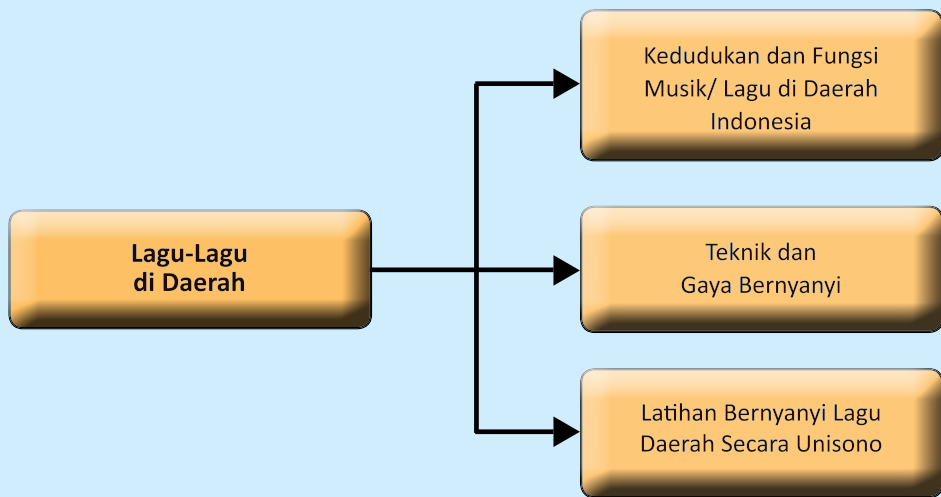 Kedudukan dan Fungsi
Musik/ Lagu di Daerah
Indonesia
Lagu-Lagu
di Daerah
Teknik dan
Gaya Bernyanyi
Latihan Bernyanyi Lagu
Daerah Secara Unisono